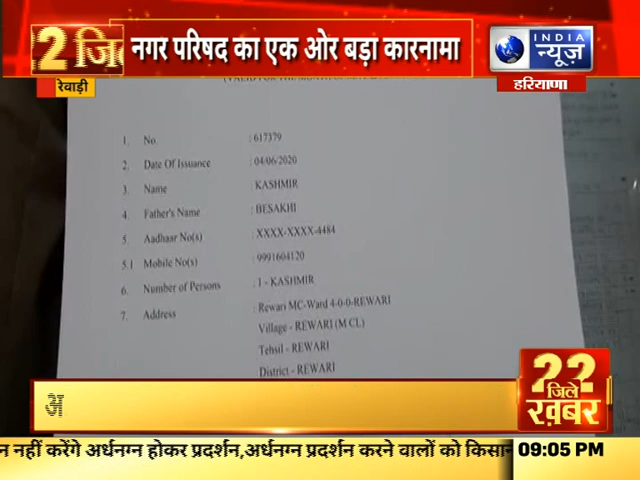 2 जि
नगर परिषद का एक ओर बड़ा कारनामा
INDIA
न्यूज़
हरियाणा
रेवाड़ी
1. No. : 617379
2. Date Of Issuance : 04/06/2020
3. Name : KASHMIR
4. Father's Name : BESAKHI
5. Aadhaar No(s) : XXXX-XXXX-4484
5.1 Mobile No(s) : 9991604120
6. Number of Persons : 1 - KASHMIR
7. Address : Rewari MC-Ward 4-0-0-REWARI
Village - REWARI (M CL)
Tehsil - REWARI
District - REWARI
अ
22
जिले
ख़बर
न नहीं करेंगे अर्धनग्न होकर प्रदर्शन,अर्धनग्न प्रदर्शन करने वालों को किसान
09:05 PM